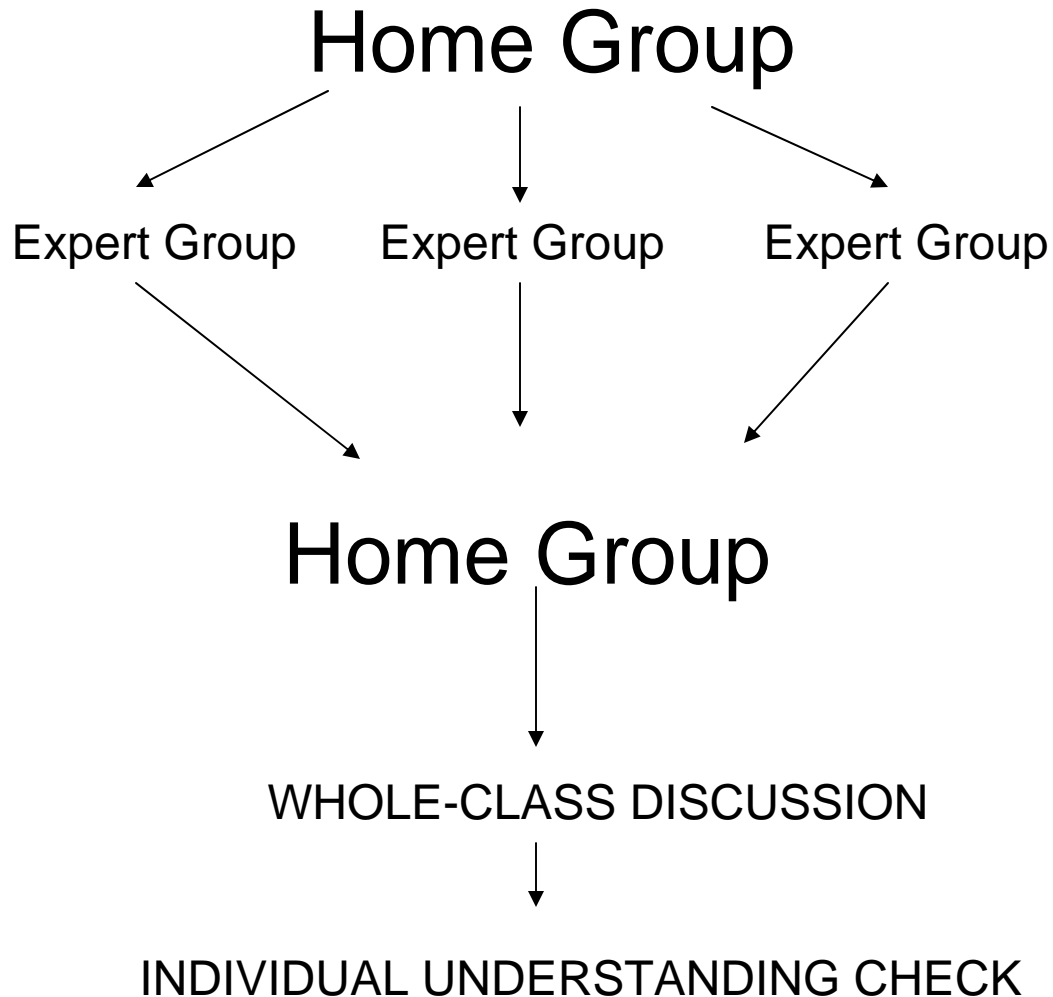 Home Group
Expert Group Expert Group Expert Group
Home Group
WHOLE-CLASS DISCUSSION
INDIVIDUAL UNDERSTANDING CHECK